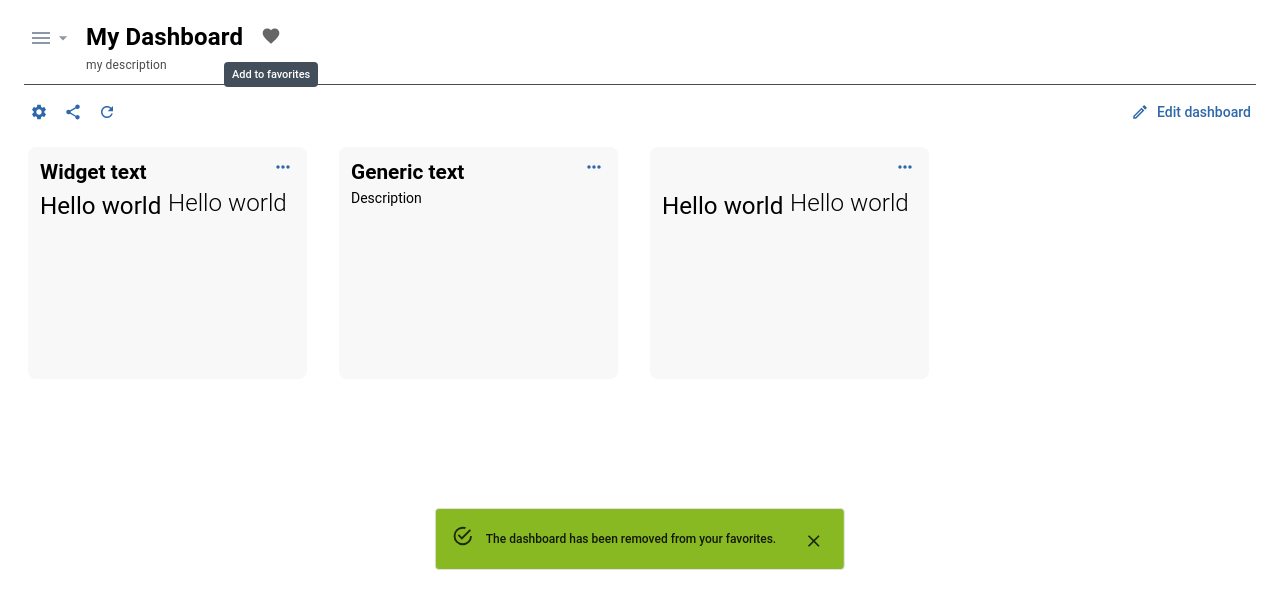 My Dashboard
my description
Add to favorites
Edit dashboard
Widget text
Hello world Hello world
Generic text
Description
Hello world Hello world
The dashboard has been removed from your favorites.